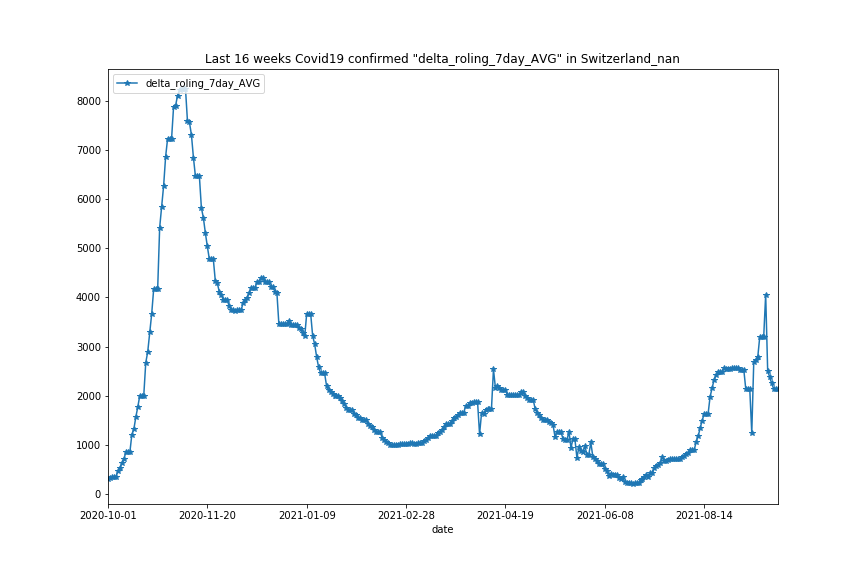 Last 16 weeks Covid19 confirmed "delta_roling_7day_AVG" in Switzerland_nan
delta_roling_7day_AVG
8000
7000
6000
5000
4000
3000
2000
1000
0
2020-10-01 2020-11-20 2021-01-09 2021-02-28 2021-04-19 2021-06-08 2021-08-14
date